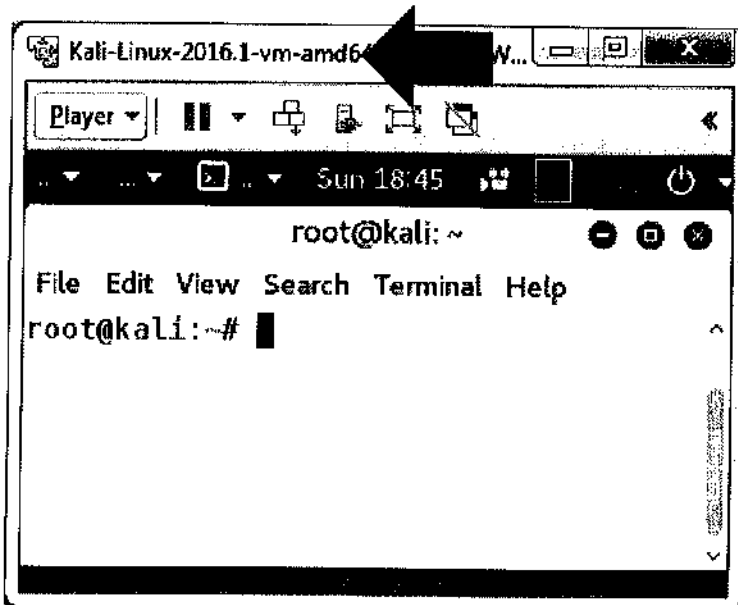 Kali-Linux-2016.1-vm-amd64 W...
Player
Sun 18:45
root@kali: ~
File Edit View Search Terminal Help
root@kali:~#